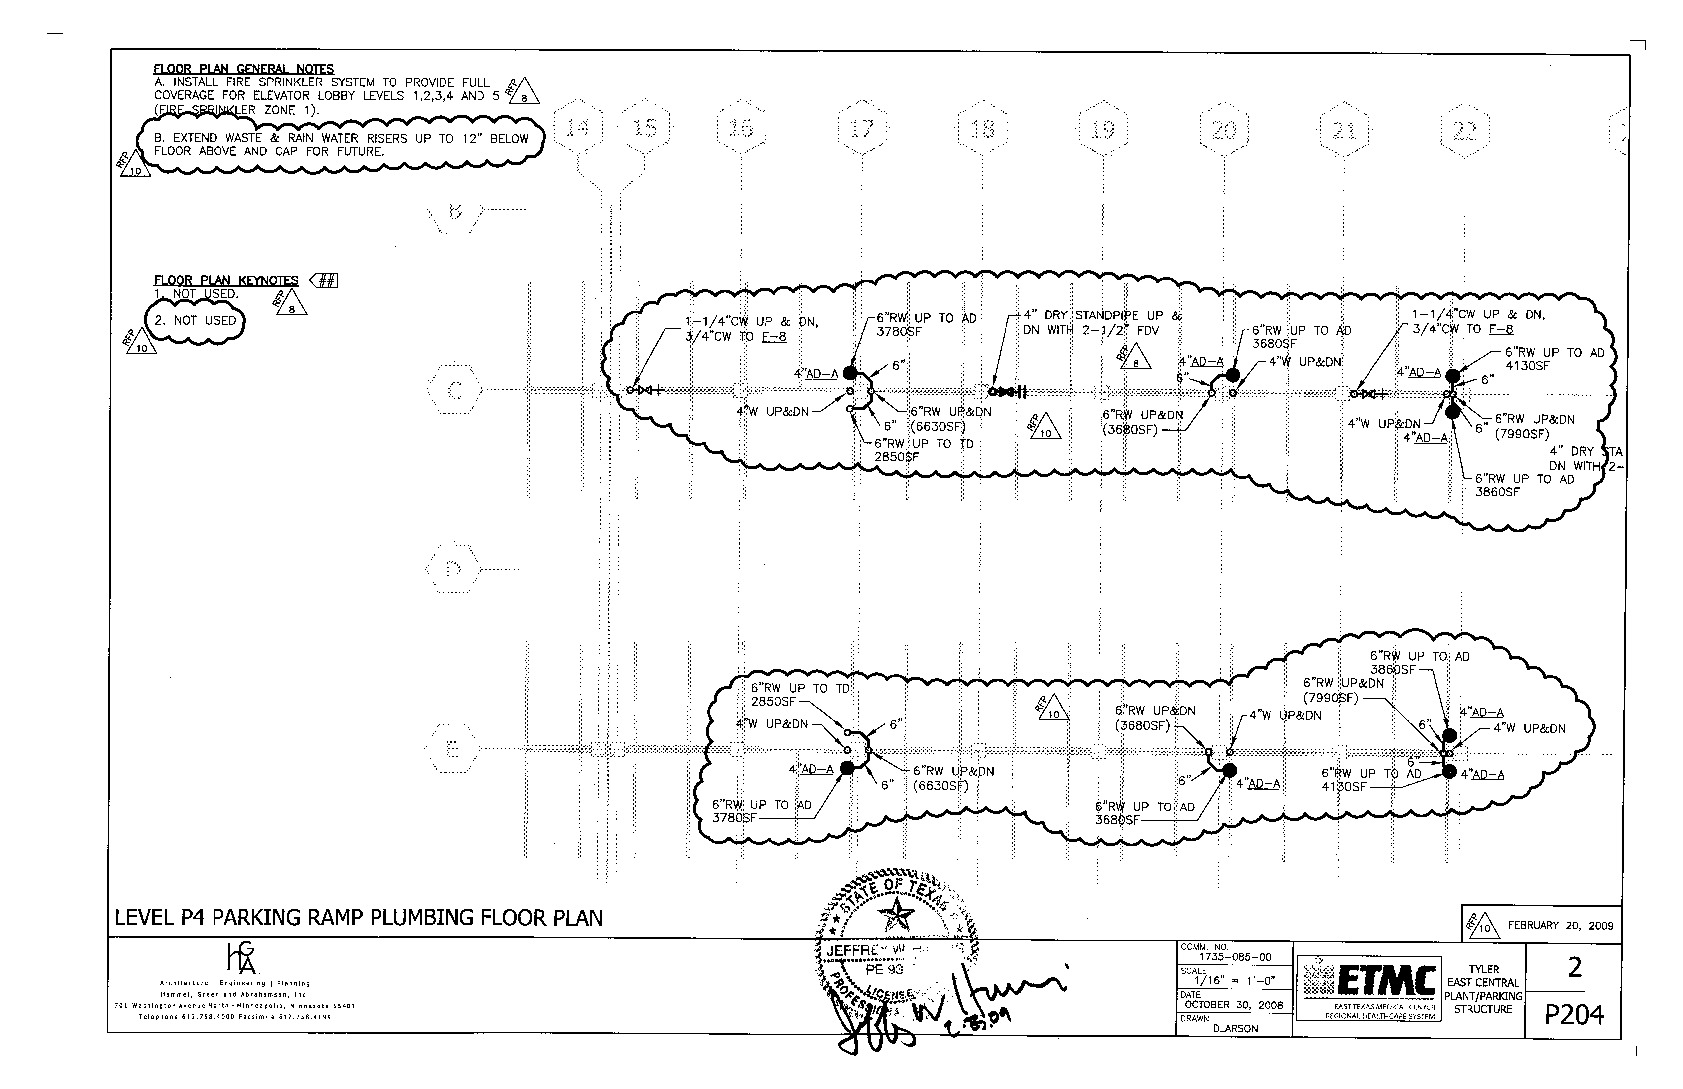 FLOOR PLAN GENERAL NOTES
A. INSTALL FIRE SPRINKLER SYSTEM TO PROVIDE FULL
COVERAGE FOR ELEVATOR LOBBY LEVELS 1,2,3,4 AND 5
(FIRE SPRINKLER ZONE 1).
RFP 8
B. EXTEND WASTE & RAIN WATER RISERS UP TO 12" BELOW
FLOOR ABOVE AND CAP FOR FUTURE.
RFP 10
14 15 16 17 18 19 20 21 22
B
FLOOR PLAN KEYNOTES ##
1. NOT USED.
RFP 8
2. NOT USED
RFP 10
1-1/4"CW UP & DN,
3/4"CW TO F-8
6"RW UP TO AD
3780SF
4"AD-A
6"
4"W UP&DN
6"RW UP&DN
(6630SF)
6"
6"RW UP TO TD
2850SF
4" DRY STANDPIPE UP &
DN WITH 2-1/2" FDV
RFP 8
RFP 10
6"RW UP TO AD
3680SF
4"AD-A
4"W UP&DN
6"
6"RW UP&DN
(3680SF)
1-1/4"CW UP & DN,
3/4"CW TO F-8
6"RW UP TO AD
4130SF
4"AD-A
6"
4"W UP&DN
6"RW UP&DN
(7990SF)
4"AD-A
6"
4" DRY STA
DN WITH 2-
6"RW UP TO AD
3860SF
C
D
E
6"RW UP TO TD
2850SF
4"W UP&DN
6"
4"AD-A
6"RW UP&DN
(6630SF)
6"
6"RW UP TO AD
3780SF
RFP 10
6"RW UP&DN
(3680SF)
4"W UP&DN
6"
4"AD-A
6"RW UP TO AD
3680SF
6"RW UP TO AD
3860SF
6"RW UP&DN
(7990SF)
4"AD-A
6"
4"W UP&DN
6"
6"RW UP TO AD
4130SF
4"AD-A
LEVEL P4 PARKING RAMP PLUMBING FLOOR PLAN
RFP 10 FEBRUARY 20, 2009
HGA
Architecture | Engineering | Planning
Hammel, Green and Abrahamson, Inc.
701 Washington Avenue North · Minneapolis, Minnesota 55401
STATE OF TEXAS
JEFFREY W
PE 93
LICENSED
PROFESSIONAL
COMM. NO.
1735-085-00
SCALE
1/16" = 1'-0"
DATE
OCTOBER 30, 2008
DRAWN
DLARSON
ETMC
EAST TEXAS MEDICAL CENTER
REGIONAL HEALTHCARE SYSTEM
TYLER
EAST CENTRAL
PLANT/PARKING
STRUCTURE
2
P204